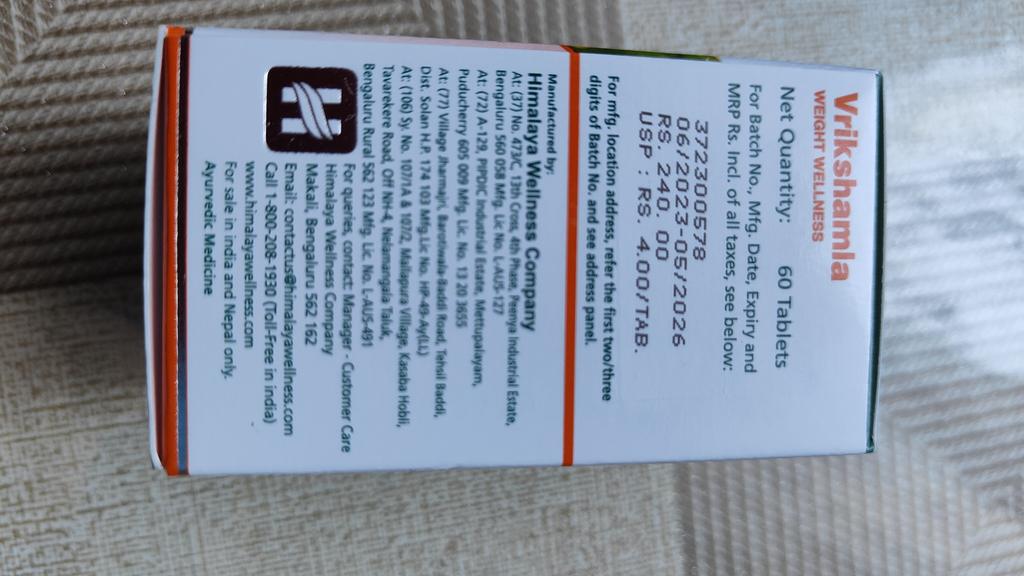 Vrikshamla
WEIGHT WELLNESS
Net Quantity: 60 Tablets
For Batch No., Mfg. Date, Expiry and
MRP Rs. Incl. of all taxes, see below:
372300578
06/2023-05/2026
RS. 240.00
USP : RS. 4.00/TAB.
For mfg. location address, refer the first two/three
digits of Batch No. and see address panel.
Manufactured by:
Himalaya Wellness Company
At: (37) No. 473/C, 13th Cross, 4th Phase, Peenya Industrial Estate,
Bengaluru 560 058 Mfg. Lic No. L-AUS-127
At: (72) A-129, PIPDIC Industrial Estate, Mettupalayam,
Puducherry 605 009 Mfg. Lic. No. 13 20 3655
At: (77) Village Jharmajri, Barotiwala-Baddi Road, Tehsil Baddi,
Dist. Solan H.P. 174 103 Mfg.Lic No. HP-49-Ay(LL)
At: (106) Sy. No. 107/1A & 107/2, Mallapura Village, Kasaba Hobli,
Tavarekere Road, Off NH-4, Nelamangala Taluk,
Bengaluru Rural 562 123 Mfg. Lic. No. L-AUS-491
For queries, contact: Manager - Customer Care
Himalaya Wellness Company
Makali, Bengaluru 562 162
Email: contactus@himalayawellness.com
Call 1-800-208-1930 (Toll-Free in india)
www.himalayawellness.com
For sale in india and Nepal only.
Ayurvedic Medicine